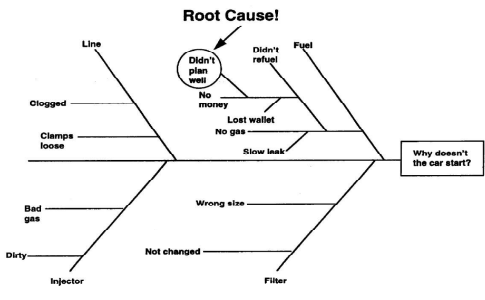 Root Cause!
Line
Didn't
plan
well
Didn't
refuel
Fuel
Clogged
No
money
Lost wallet
Clamps
loose
No gas
Slow leak
Why doesn't
the car start?
Bad
gas
Wrong size
Dirty
Not changed
Injector
Filter